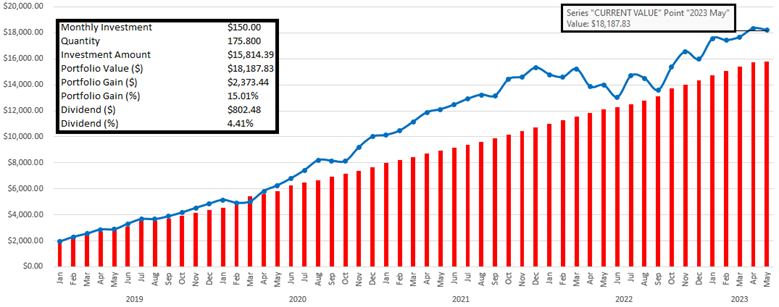 $20,000.00
$18,000.00
$16,000.00
$14,000.00
$12,000.00
$10,000.00
$8,000.00
$6,000.00
$4,000.00
$2,000.00
$0.00
Monthly Investment $150.00
Quantity 175.800
Investment Amount $15,814.39
Portfolio Value ($) $18,187.83
Portfolio Gain ($) $2,373.44
Portfolio Gain (%) 15.01%
Dividend ($) $802.48
Dividend (%) 4.41%
Series "CURRENT VALUE" Point "2023 May"
Value: $18,187.83
Jan Feb Mar Apr May Jun Jul Aug Sep Oct Nov Dec Jan Feb Mar Apr May Jun Jul Aug Sep Oct Nov Dec Jan Feb Mar Apr May Jun Jul Aug Sep Oct Nov Dec Jan Feb Mar Apr May Jun Jul Aug Sep Oct Nov Dec Jan Feb Mar Apr May
2019 2020 2021 2022 2023